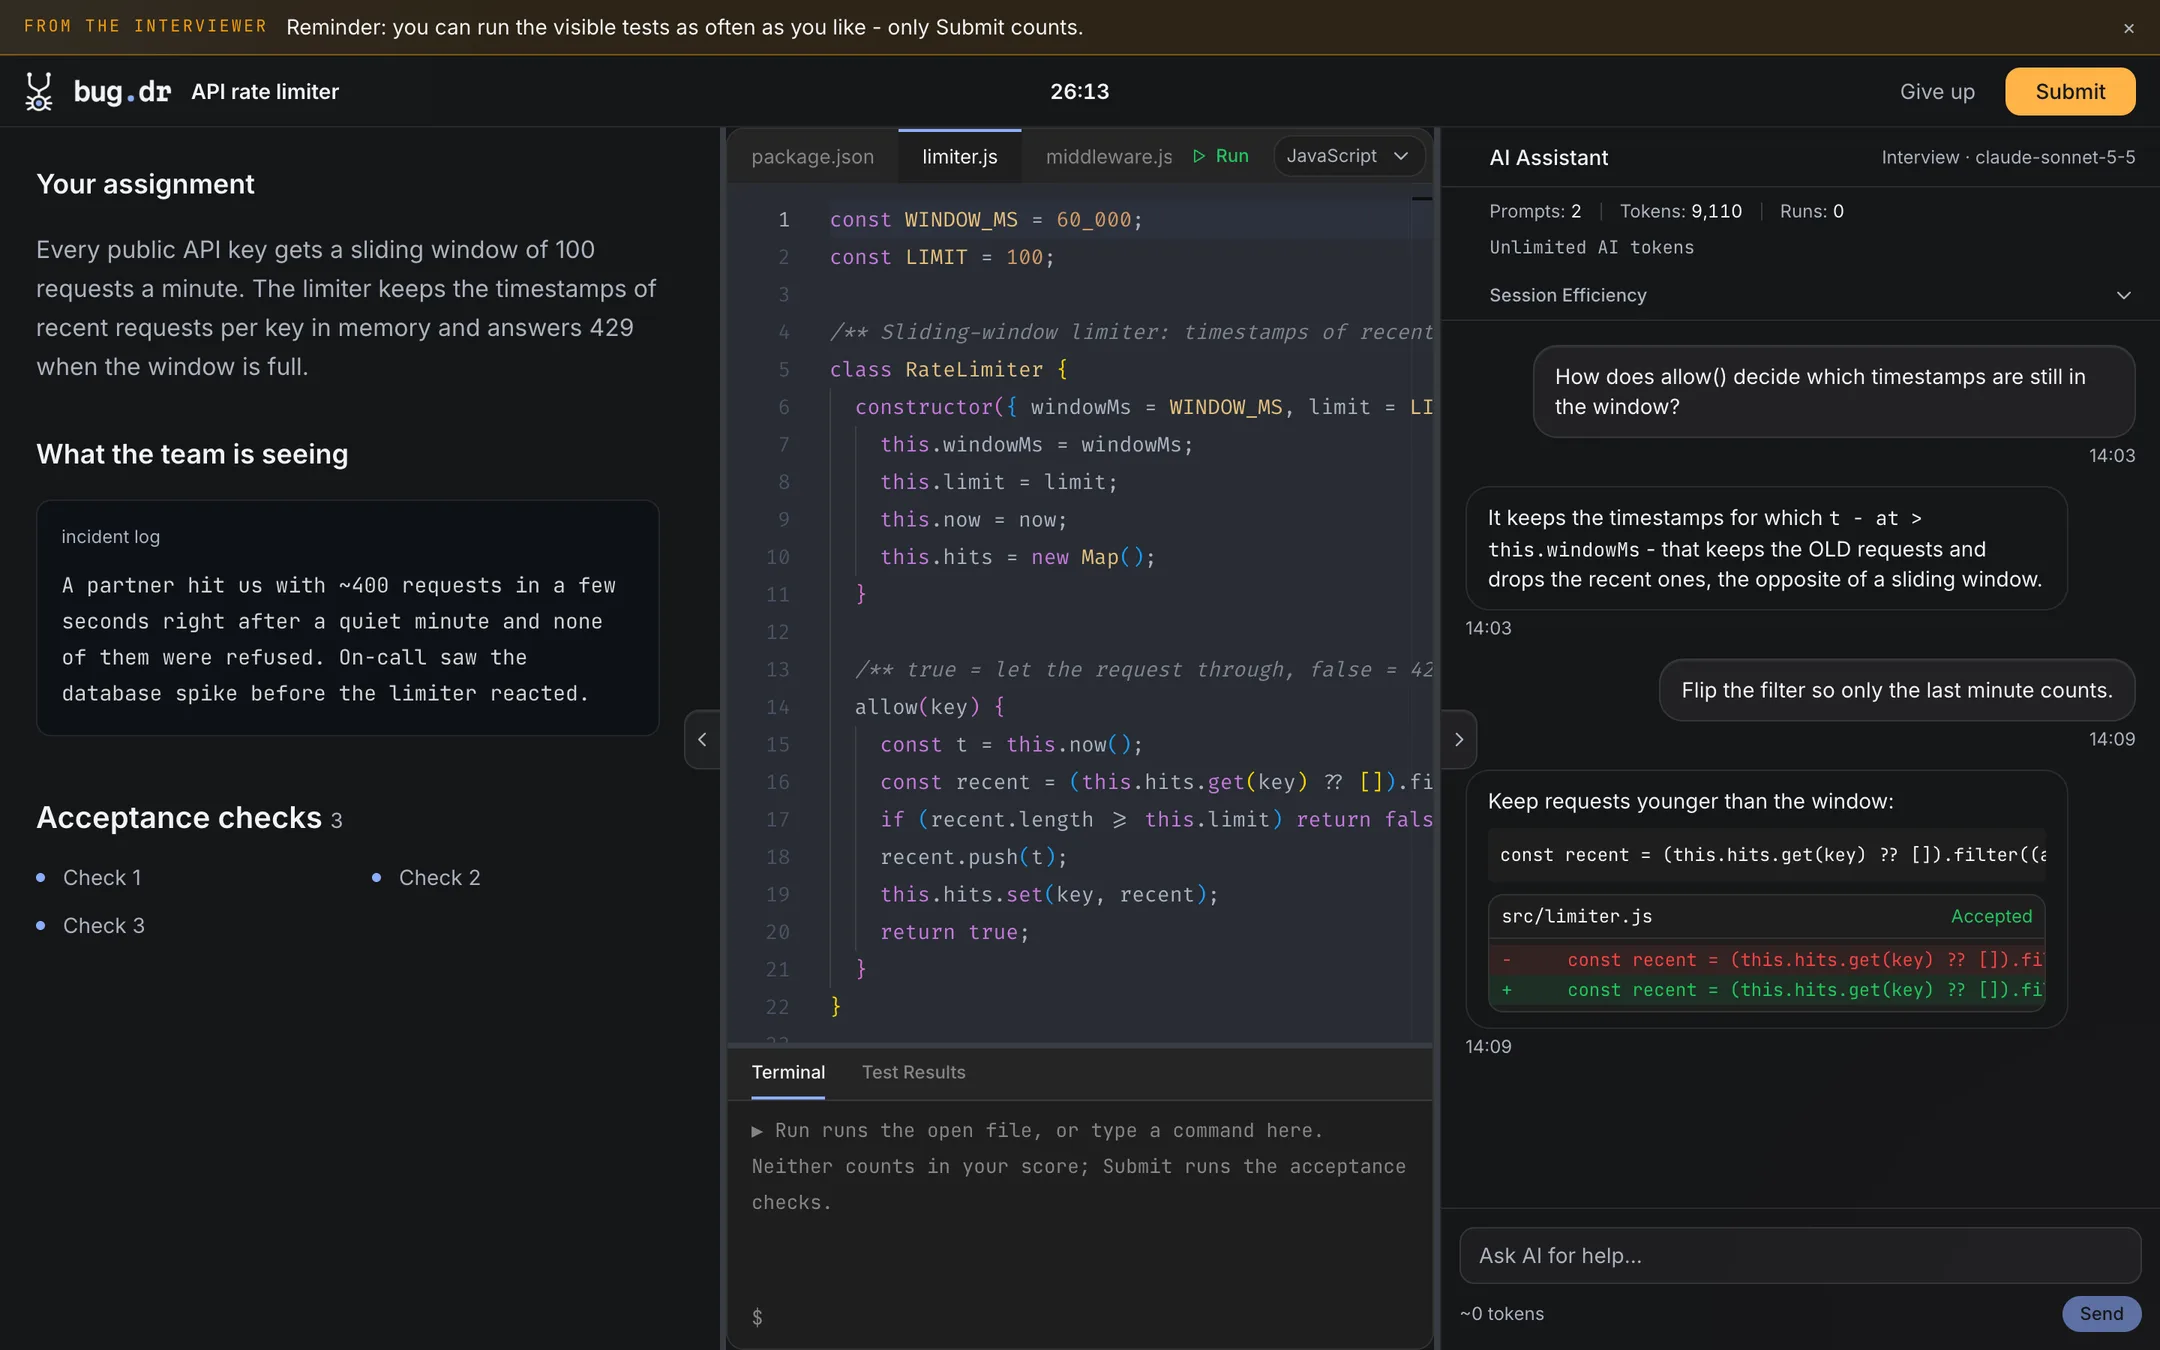 FROM THE INTERVIEWER Reminder: you can run the visible tests as often as you like - only Submit counts. ×
bug.dr API rate limiter 26:13 Give up Submit
Your assignment
Every public API key gets a sliding window of 100
requests a minute. The limiter keeps the timestamps of
recent requests per key in memory and answers 429
when the window is full.
What the team is seeing
incident log
A partner hit us with ~400 requests in a few
seconds right after a quiet minute and none
of them were refused. On-call saw the
database spike before the limiter reacted.
Acceptance checks 3
Check 1
Check 2
Check 3
package.json limiter.js middleware.js Run JavaScript
1 const WINDOW_MS = 60_000;
2 const LIMIT = 100;
3
4 /** Sliding-window limiter: timestamps of recent
5 class RateLimiter {
6 constructor({ windowMs = WINDOW_MS, limit = LI
7 this.windowMs = windowMs;
8 this.limit = limit;
9 this.now = now;
10 this.hits = new Map();
11 }
12
13 /** true = let the request through, false = 42
14 allow(key) {
15 const t = this.now();
16 const recent = (this.hits.get(key) ?? []).fi
17 if (recent.length >= this.limit) return fals
18 recent.push(t);
19 this.hits.set(key, recent);
20 return true;
21 }
22 }
Terminal Test Results
▶ Run runs the open file, or type a command here.
Neither counts in your score; Submit runs the acceptance
checks.
$
AI Assistant Interview · claude-sonnet-5-5
Prompts: 2 Tokens: 9,110 Runs: 0
Unlimited AI tokens
Session Efficiency
How does allow() decide which timestamps are still in
the window?
14:03
It keeps the timestamps for which t - at >
this.windowMs - that keeps the OLD requests and
drops the recent ones, the opposite of a sliding window.
14:03
Flip the filter so only the last minute counts.
14:09
Keep requests younger than the window:
const recent = (this.hits.get(key) ?? []).filter((a
src/limiter.js Accepted
- const recent = (this.hits.get(key) ?? []).fil
+ const recent = (this.hits.get(key) ?? []).fil
14:09
Ask AI for help...
~0 tokens Send